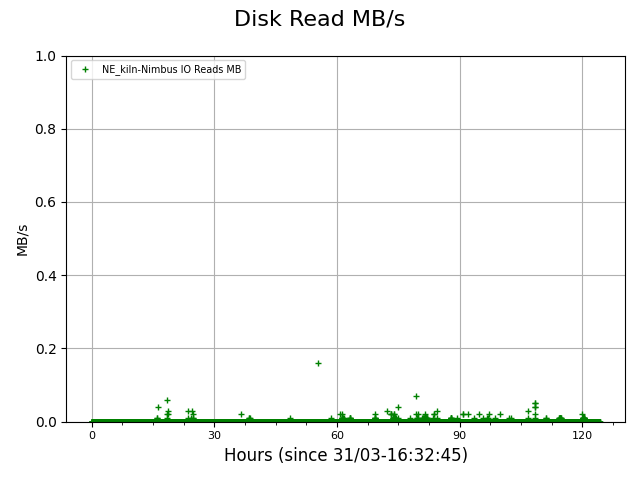 Disk Read MB/s
1.0
NE_kiln-Nimbus IO Reads MB
0.8
0.6
MB/s
0.4
0.2
0.0
0 30 60 90 120
Hours (since 31/03-16:32:45)